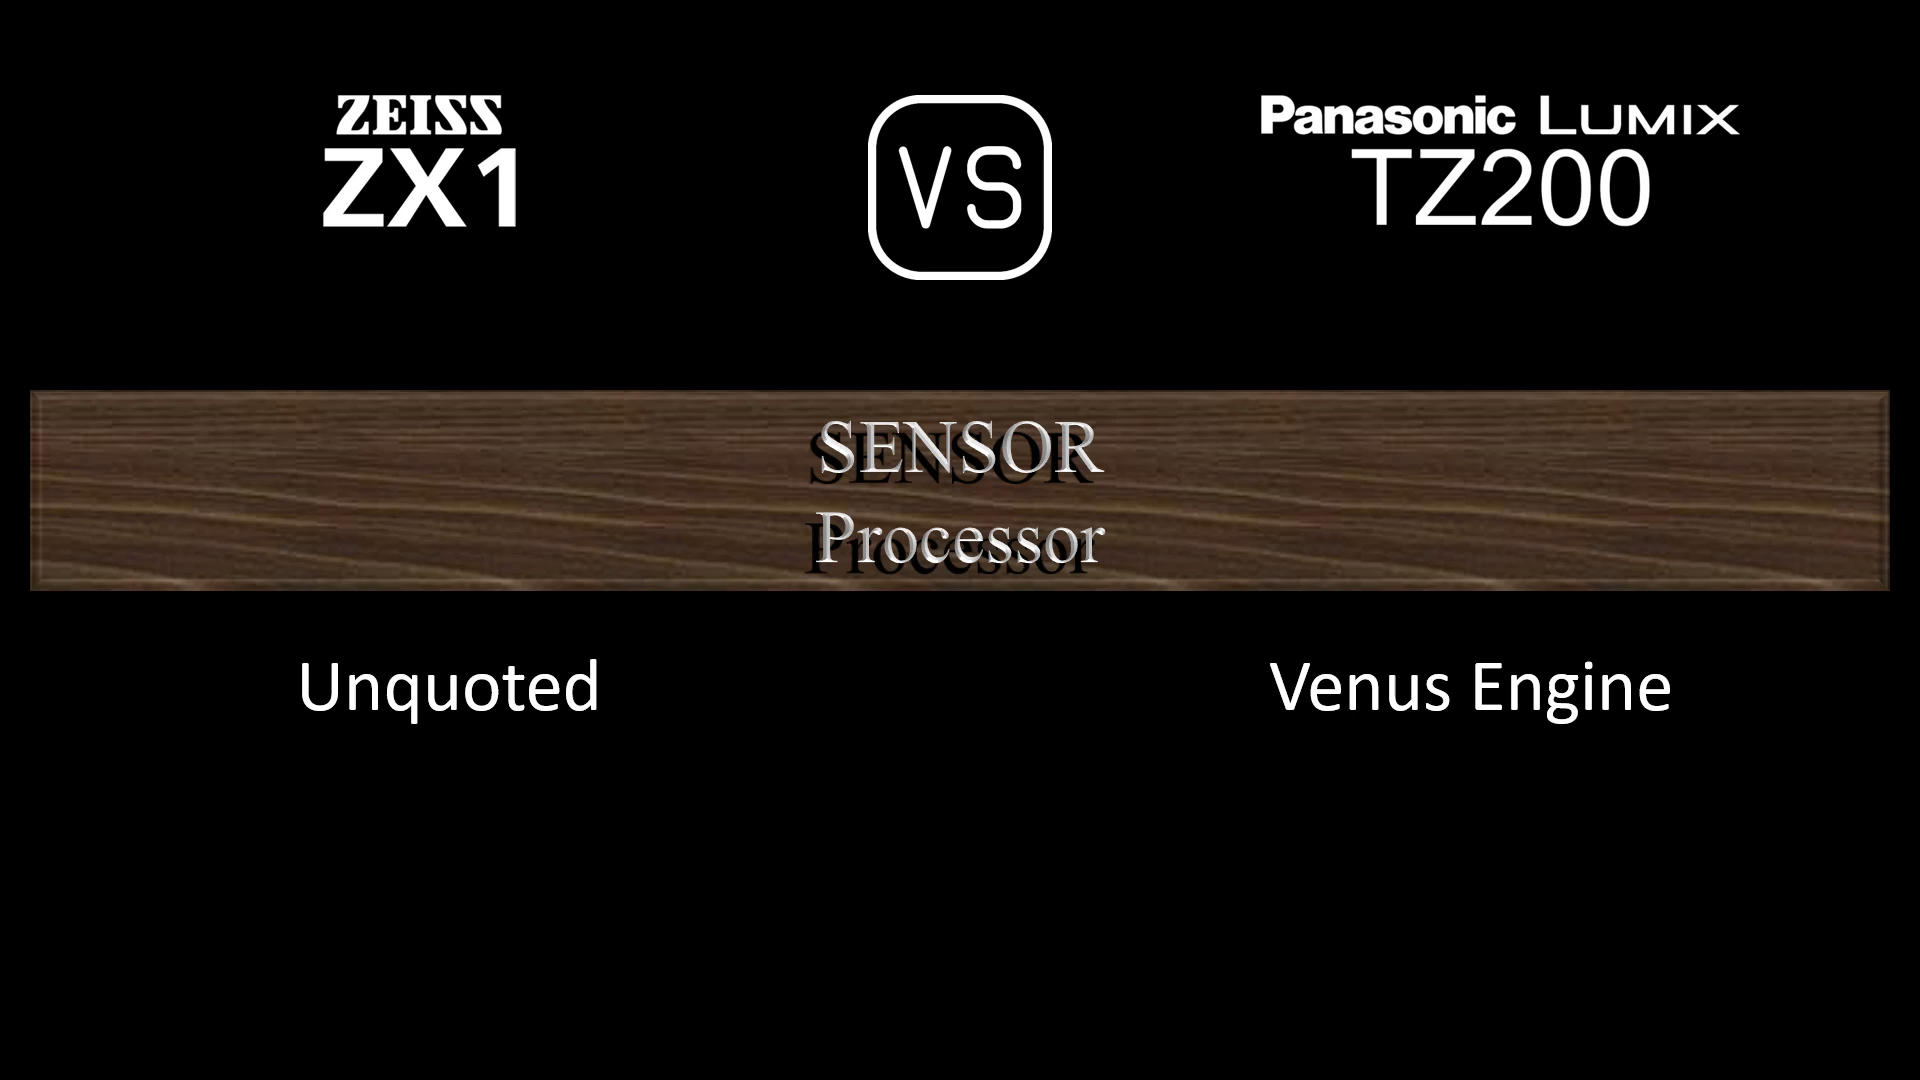 ZEISS
ZX1
VS
Panasonic LUMIX
TZ200
SENSOR
Processor
Unquoted
Venus Engine